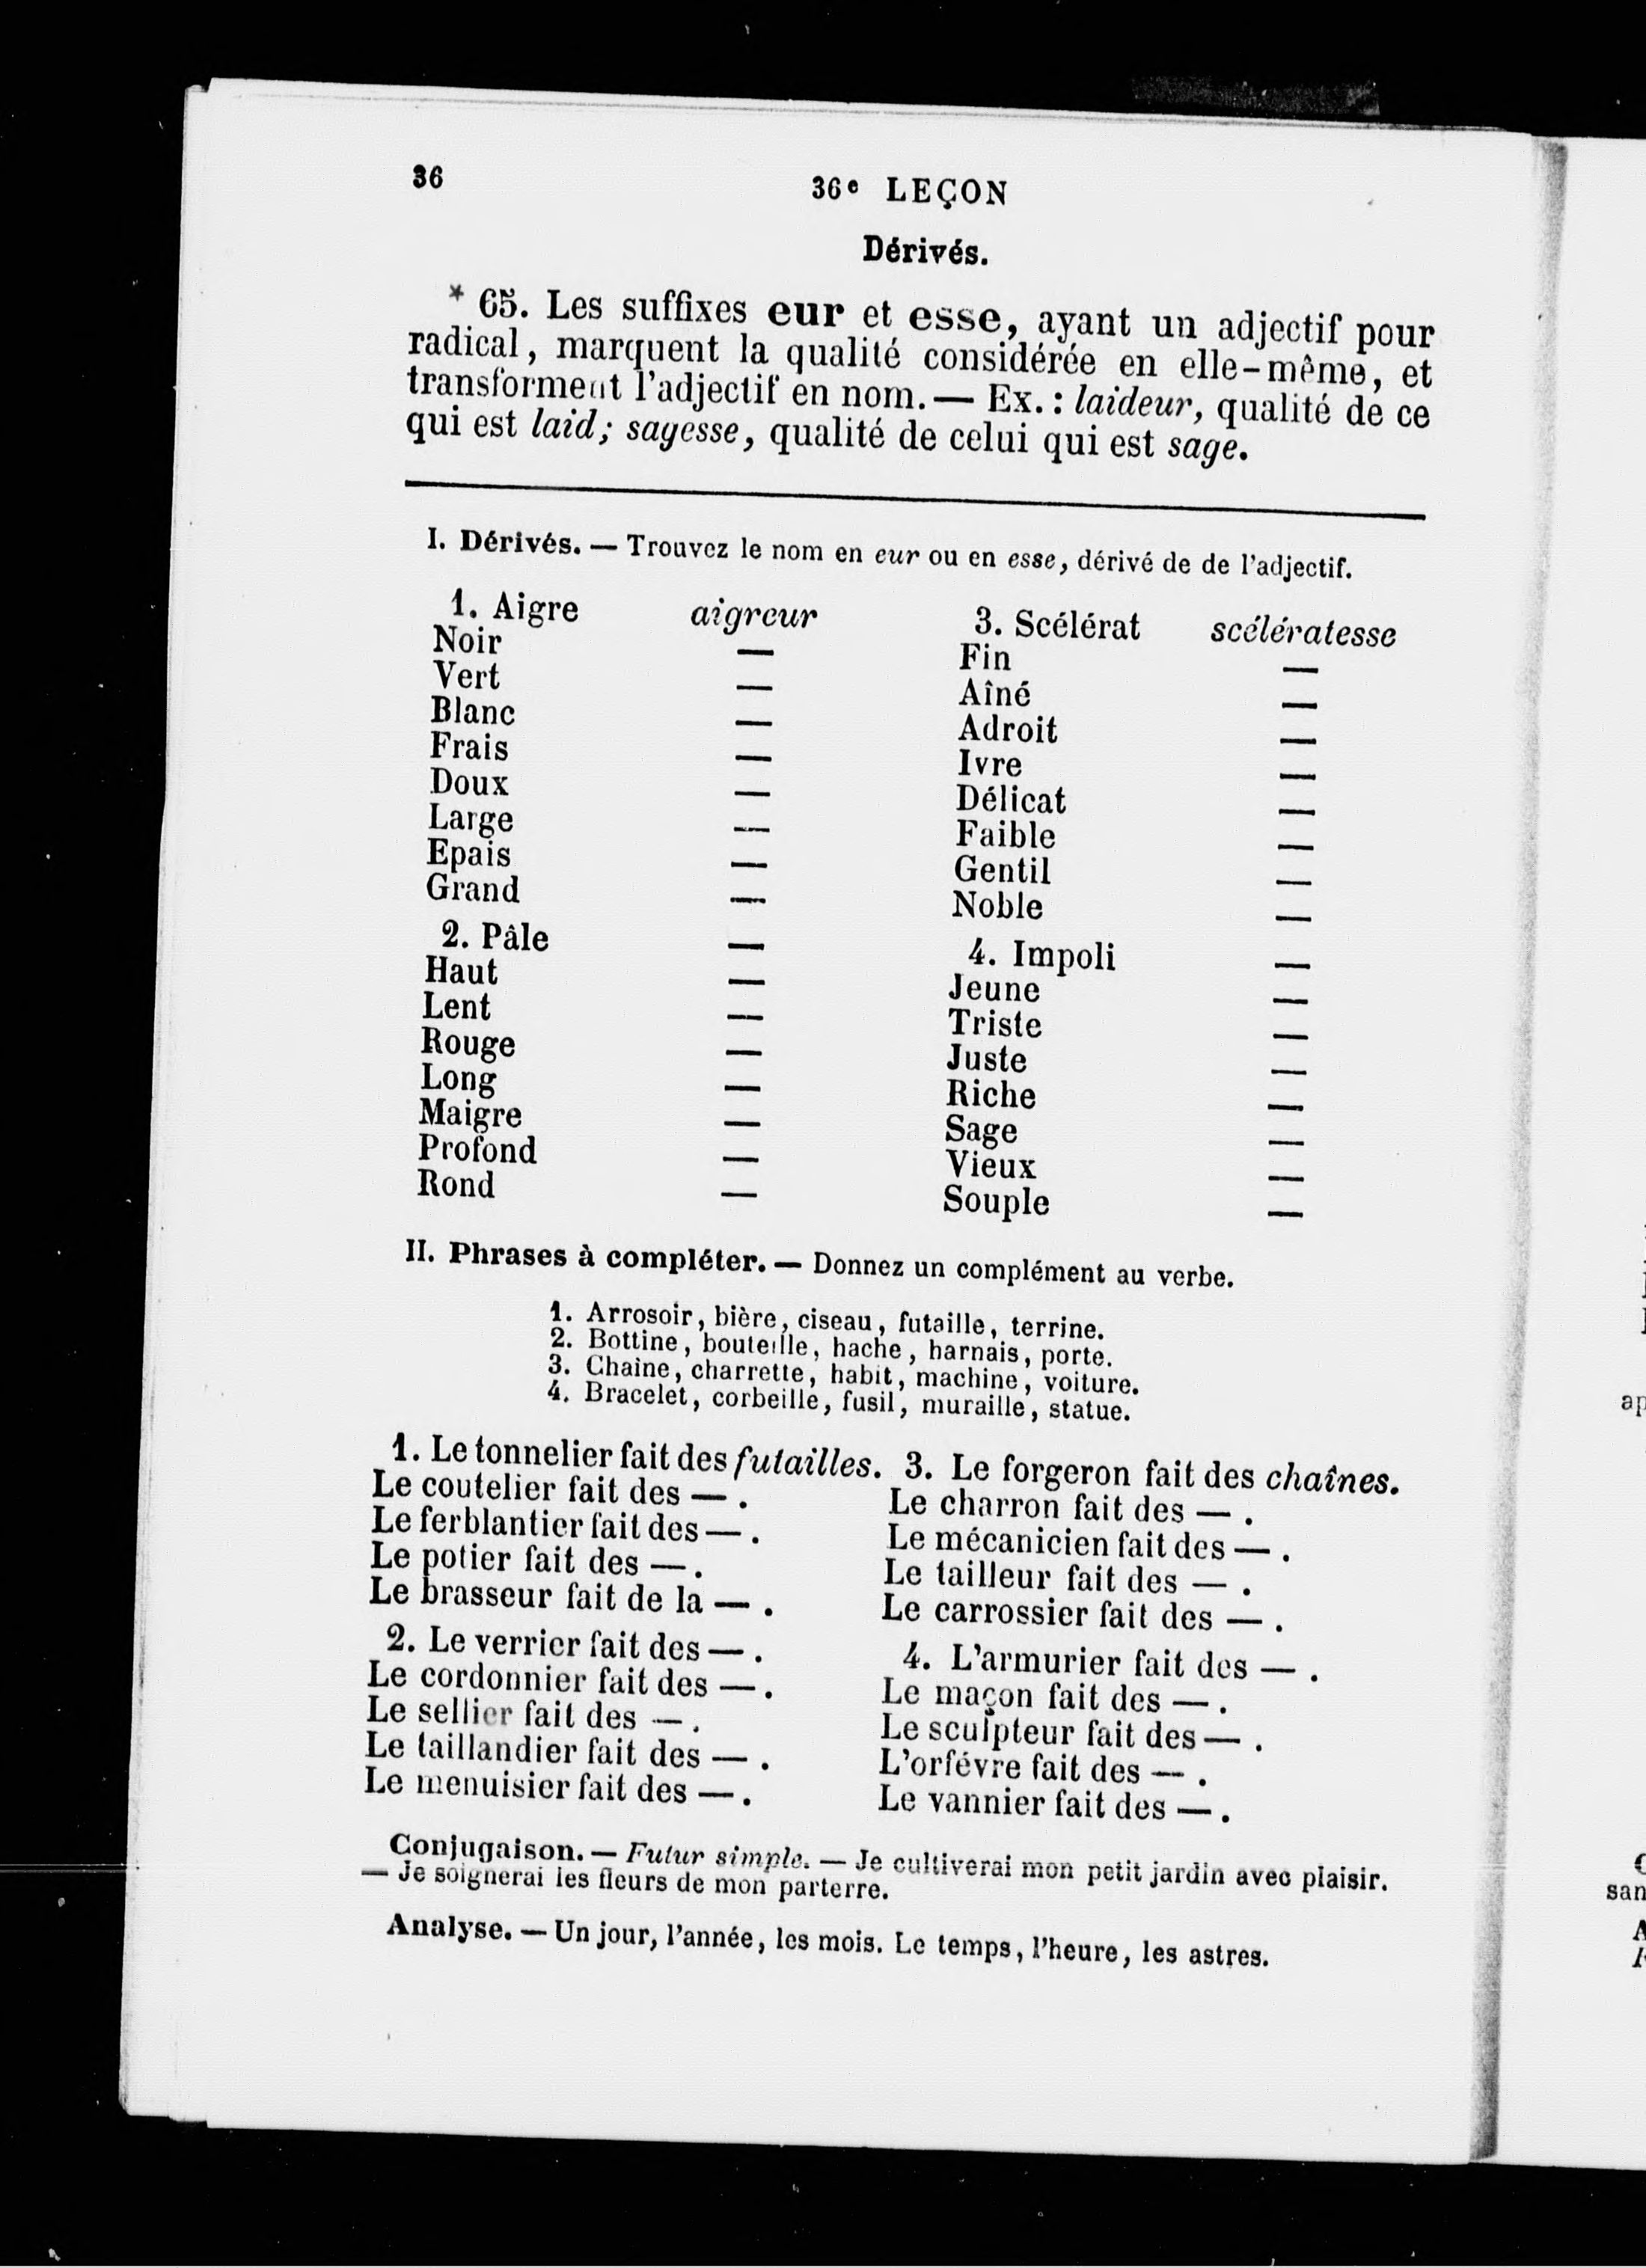 36
36e LEÇON
Dérivés.
* 65. Les suffixes eur et esse, ayant un adjectif pour
radical, marquent la qualité considérée en elle-même, et
transforment l'adjectif en nom. — Ex. : laideur, qualité de ce
qui est laid; sagesse, qualité de celui qui est sage.
I. Dérivés. — Trouvez le nom en eur ou en esse, dérivé de de l'adjectif.
1. Aigre aigreur
Noir —
Vert —
Blanc —
Frais —
Doux —
Large —
Epais —
Grand —
2. Pâle —
Haut —
Lent —
Rouge —
Long —
Maigre —
Profond —
Rond —
3. Scélérat scélératesse
Fin —
Aîné —
Adroit —
Ivre —
Délicat —
Faible —
Gentil —
Noble —
4. Impoli —
Jeune —
Triste —
Juste —
Riche —
Sage —
Vieux —
Souple —
II. Phrases à compléter. — Donnez un complément au verbe.
1. Arrosoir, bière, ciseau, futaille, terrine.
2. Bottine, bouteille, hache, harnais, porte.
3. Chaine, charrette, habit, machine, voiture.
4. Bracelet, corbeille, fusil, muraille, statue.
1. Le tonnelier fait des futailles.
Le coutelier fait des — .
Le ferblantier fait des — .
Le potier fait des — .
Le brasseur fait de la — .
2. Le verrier fait des — .
Le cordonnier fait des — .
Le sellier fait des — .
Le taillandier fait des — .
Le menuisier fait des — .
3. Le forgeron fait des chaînes.
Le charron fait des — .
Le mécanicien fait des — .
Le tailleur fait des — .
Le carrossier fait des — .
4. L'armurier fait des — .
Le maçon fait des — .
Le sculpteur fait des — .
L'orfévre fait des — .
Le vannier fait des — .
Conjugaison. — Futur simple. — Je cultiverai mon petit jardin avec plaisir.
— Je soignerai les fleurs de mon parterre.
Analyse. — Un jour, l'année, les mois. Le temps, l'heure, les astres.
ap
san